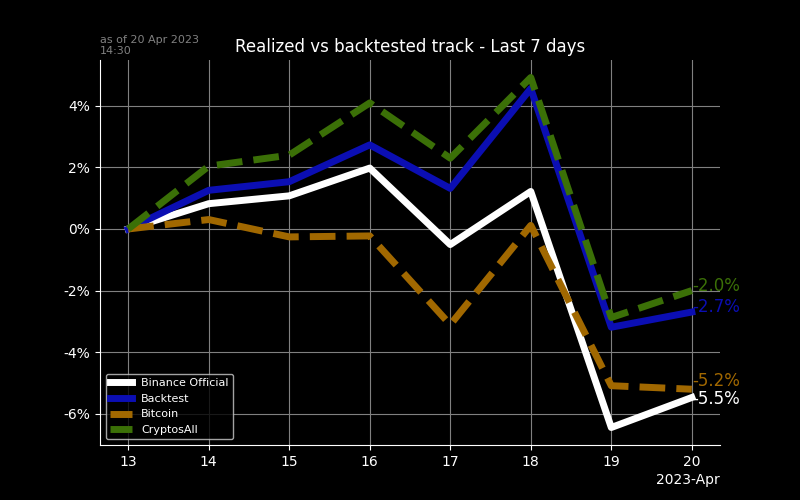 as of 20 Apr 2023
14:30
Realized vs backtested track - Last 7 days
4%
2%
0%
-2%
-4%
-6%
-2.0%
-2.7%
-5.2%
-5.5%
Binance Official
Backtest
Bitcoin
CryptosAll
13 14 15 16 17 18 19 20
2023-Apr